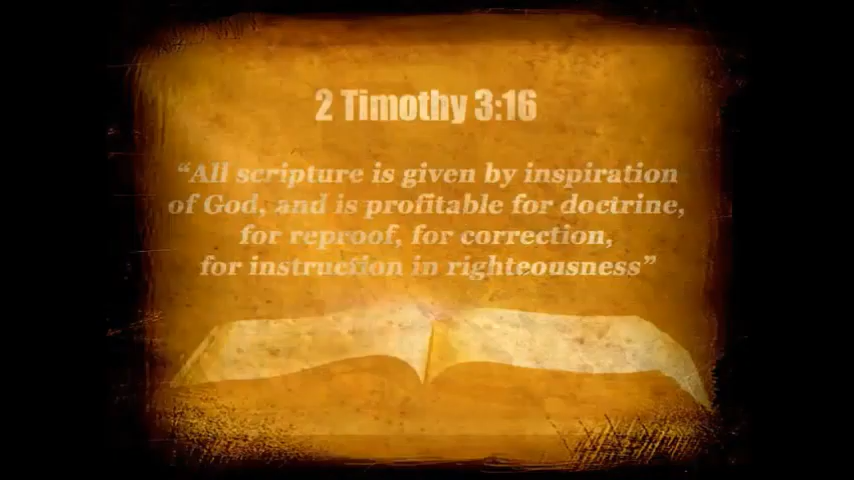 2 Timothy 3:16
“All scripture is given by inspiration
of God, and is profitable for doctrine,
for reproof, for correction,
for instruction in righteousness”